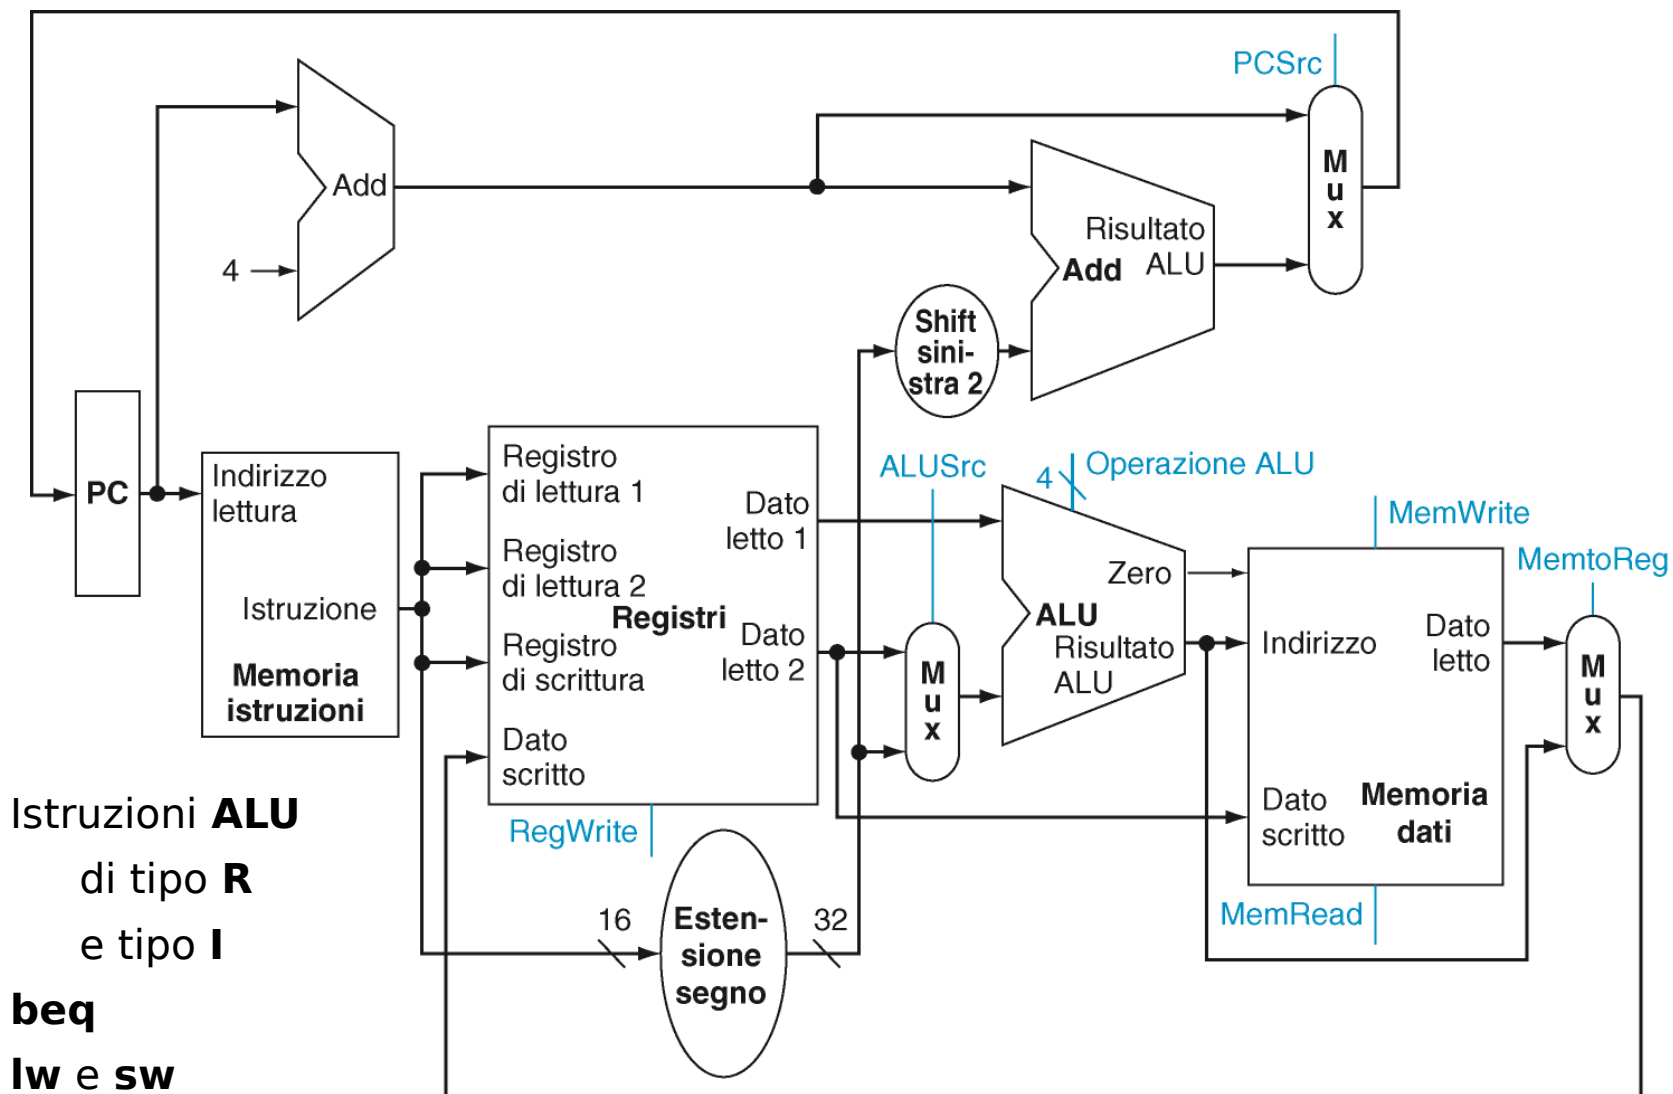 PCSrc
M
u
x
Add
4
Risultato
ALU
Add
Shift
sini-
stra 2
PC
Indirizzo
lettura
Istruzione
Memoria
istruzioni
Registro
di lettura 1
Registro
di lettura 2
Registri
Registro
di scrittura
Dato
scritto
Dato
letto 1
Dato
letto 2
RegWrite
ALUSrc
M
u
x
4
Operazione ALU
Zero
ALU
Risultato
ALU
MemWrite
MemtoReg
Indirizzo
Dato
letto
Dato
scritto
Memoria
dati
MemRead
M
u
x
16
Esten-
sione
segno
32
Istruzioni ALU
di tipo R
e tipo I
beq
lw e sw